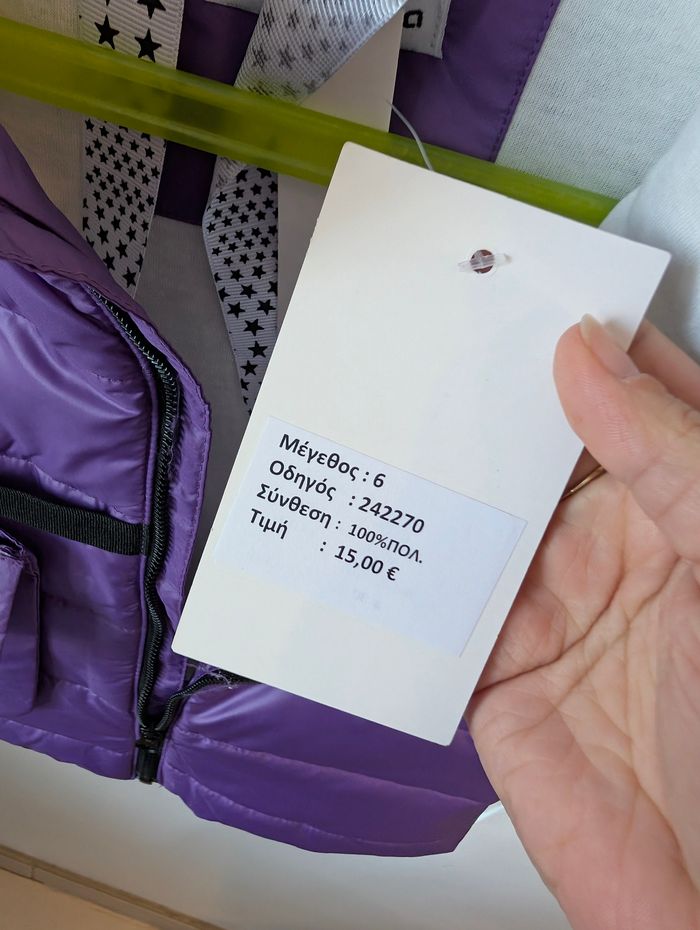 Μέγεθος : 6
Οδηγός : 242270
Σύνθεση : 100%ΠΟΛ.
Τιμή : 15,00 €